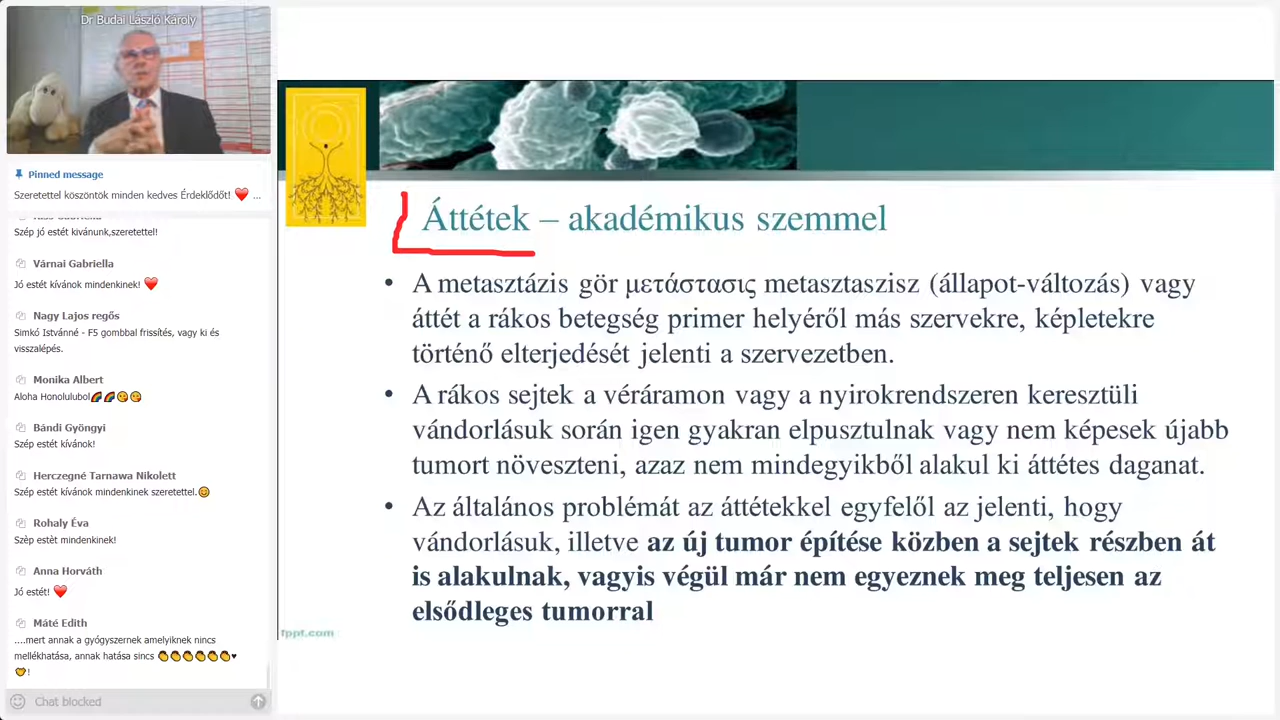 Dr Budai László Károly
Pinned message
Szeretettel köszöntök minden kedves Érdeklődőt! ❤️ ...
Szép jó estét kivánunk,szeretettel!
Várnai Gabriella
Jó estét kívánok mindenkinek! ❤️
Nagy Lajos regős
Simkó Istvánné - F5 gombbal frissítés, vagy ki és
visszalépés.
Monika Albert
Aloha Honolulubol🌈🌈😘😘
Bándi Gyöngyi
Szép estét kívánok!
Herczegné Tarnawa Nikolett
Szép estét kívánok mindenkinek szeretettel.😊
Rohaly Éva
Szèp estèt mindenkinek!
Anna Horváth
Jó estét! ❤️
Máté Edith
....mert annak a gyógyszernek amelyiknek nincs
mellékhatása, annak hatása sincs 👏👏👏👏👏👏♥
!
Chat blocked
Áttétek – akadémikus szemmel
• A metasztázis gör μετάστασις metasztaszisz (állapot-változás) vagy
áttét a rákos betegség primer helyéről más szervekre, képletekre
történő elterjedését jelenti a szervezetben.
• A rákos sejtek a véráramon vagy a nyirokrendszeren keresztüli
vándorlásuk során igen gyakran elpusztulnak vagy nem képesek újabb
tumort növeszteni, azaz nem mindegyikből alakul ki áttétes daganat.
• Az általános problémát az áttétekkel egyfelől az jelenti, hogy
vándorlásuk, illetve az új tumor építése közben a sejtek részben át
is alakulnak, vagyis végül már nem egyeznek meg teljesen az
elsődleges tumorral
fppt.com